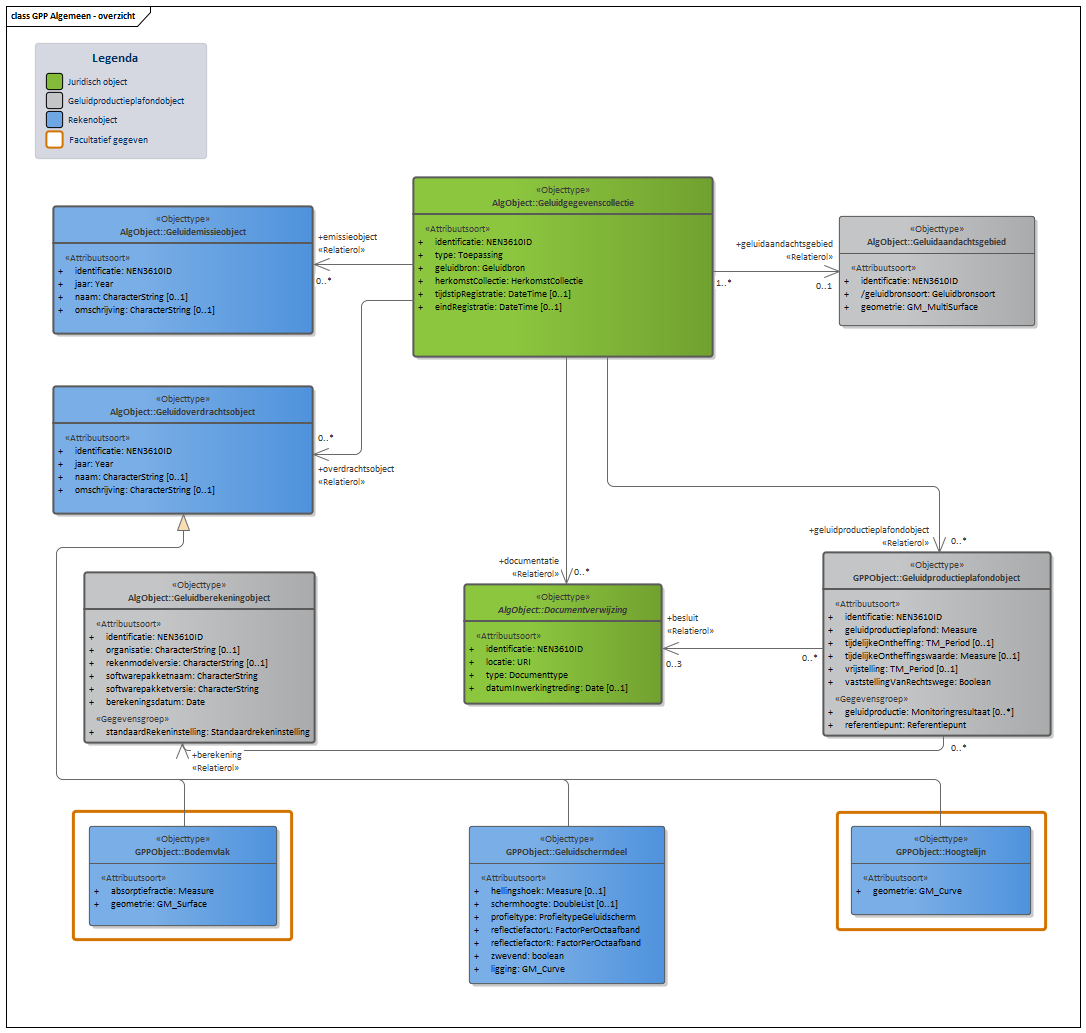 class GPP Algemeen - overzicht
Legenda
Juridisch object
Geluidproductieplafondobject
Rekenobject
Facultatief gegeven
«Objecttype»
AlgObject::Geluidemissieobject
«Attribuutsoort»
+ identificatie: NEN3610ID
+ jaar: Year
+ naam: CharacterString [0..1]
+ omschrijving: CharacterString [0..1]
+emissieobject
«Relatierol»
0..*
«Objecttype»
AlgObject::Geluidgegevenscollectie
«Attribuutsoort»
+ identificatie: NEN3610ID
+ type: Toepassing
+ geluidbron: Geluidbron
+ herkomstCollectie: HerkomstCollectie
+ tijdstipRegistratie: DateTime [0..1]
+ eindRegistratie: DateTime [0..1]
+geluidaandachtsgebied
«Relatierol»
1..*
0..1
«Objecttype»
AlgObject::Geluidaandachtsgebied
«Attribuutsoort»
+ identificatie: NEN3610ID
+ /geluidbronsoort: Geluidbronsoort
+ geometrie: GM_MultiSurface
«Objecttype»
AlgObject::Geluidoverdrachtsobject
«Attribuutsoort»
+ identificatie: NEN3610ID
+ jaar: Year
+ naam: CharacterString [0..1]
+ omschrijving: CharacterString [0..1]
0..*
+overdrachtsobject
«Relatierol»
+documentatie
«Relatierol»
0..*
+geluidproductieplafondobject
«Relatierol»
0..*
«Objecttype»
AlgObject::Geluidberekeningobject
«Attribuutsoort»
+ identificatie: NEN3610ID
+ organisatie: CharacterString [0..1]
+ rekenmodelversie: CharacterString [0..1]
+ softwarepakketnaam: CharacterString
+ softwarepakketversie: CharacterString
+ berekeningsdatum: Date
«Gegevensgroep»
+ standaardRekeninstelling: Standaardrekeninstelling
«Objecttype»
AlgObject::Documentverwijzing
«Attribuutsoort»
+ identificatie: NEN3610ID
+ locatie: URI
+ type: Documenttype
+ datumInwerkingtreding: Date [0..1]
+besluit
«Relatierol»
0..3
0..*
«Objecttype»
GPPObject::Geluidproductieplafondobject
«Attribuutsoort»
+ identificatie: NEN3610ID
+ geluidproductieplafond: Measure
+ tijdelijkeOntheffing: TM_Period [0..1]
+ tijdelijkeOntheffingswaarde: Measure [0..1]
+ vrijstelling: TM_Period [0..1]
+ vaststellingVanRechtswege: Boolean
«Gegevensgroep»
+ geluidproductie: Monitoringresultaat [0..*]
+ referentiepunt: Referentiepunt
0..*
+berekening
«Relatierol»
«Objecttype»
GPPObject::Bodemvlak
«Attribuutsoort»
+ absorptiefractie: Measure
+ geometrie: GM_Surface
«Objecttype»
GPPObject::Geluidschermdeel
«Attribuutsoort»
+ hellingshoek: Measure [0..1]
+ schermhoogte: DoubleList [0..1]
+ profieltype: ProfieltypeGeluidscherm
+ reflectiefactorL: FactorPerOctaafband
+ reflectiefactorR: FactorPerOctaafband
+ zwevend: boolean
+ ligging: GM_Curve
«Objecttype»
GPPObject::Hoogtelijn
«Attribuutsoort»
+ geometrie: GM_Curve